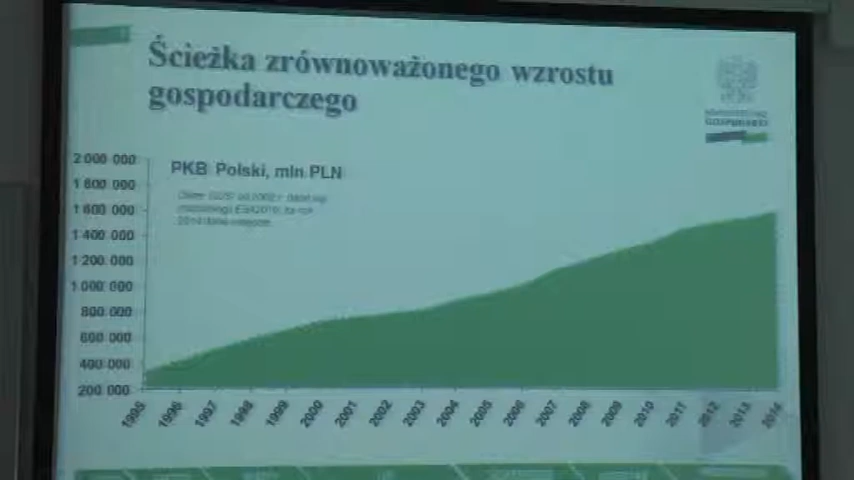 Ścieżka zrównoważonego wzrostu
gospodarczego
GOSPODARKI
PKB Polski, mln PLN
2 000 000
1 800 000
1 600 000
1 400 000
1 200 000
1 000 000
800 000
600 000
400 000
200 000
1995
1996
1997
1998
1999
2000
2001
2002
2003
2004
2005
2006
2007
2008
2009
2010
2011
2012
2013
2014